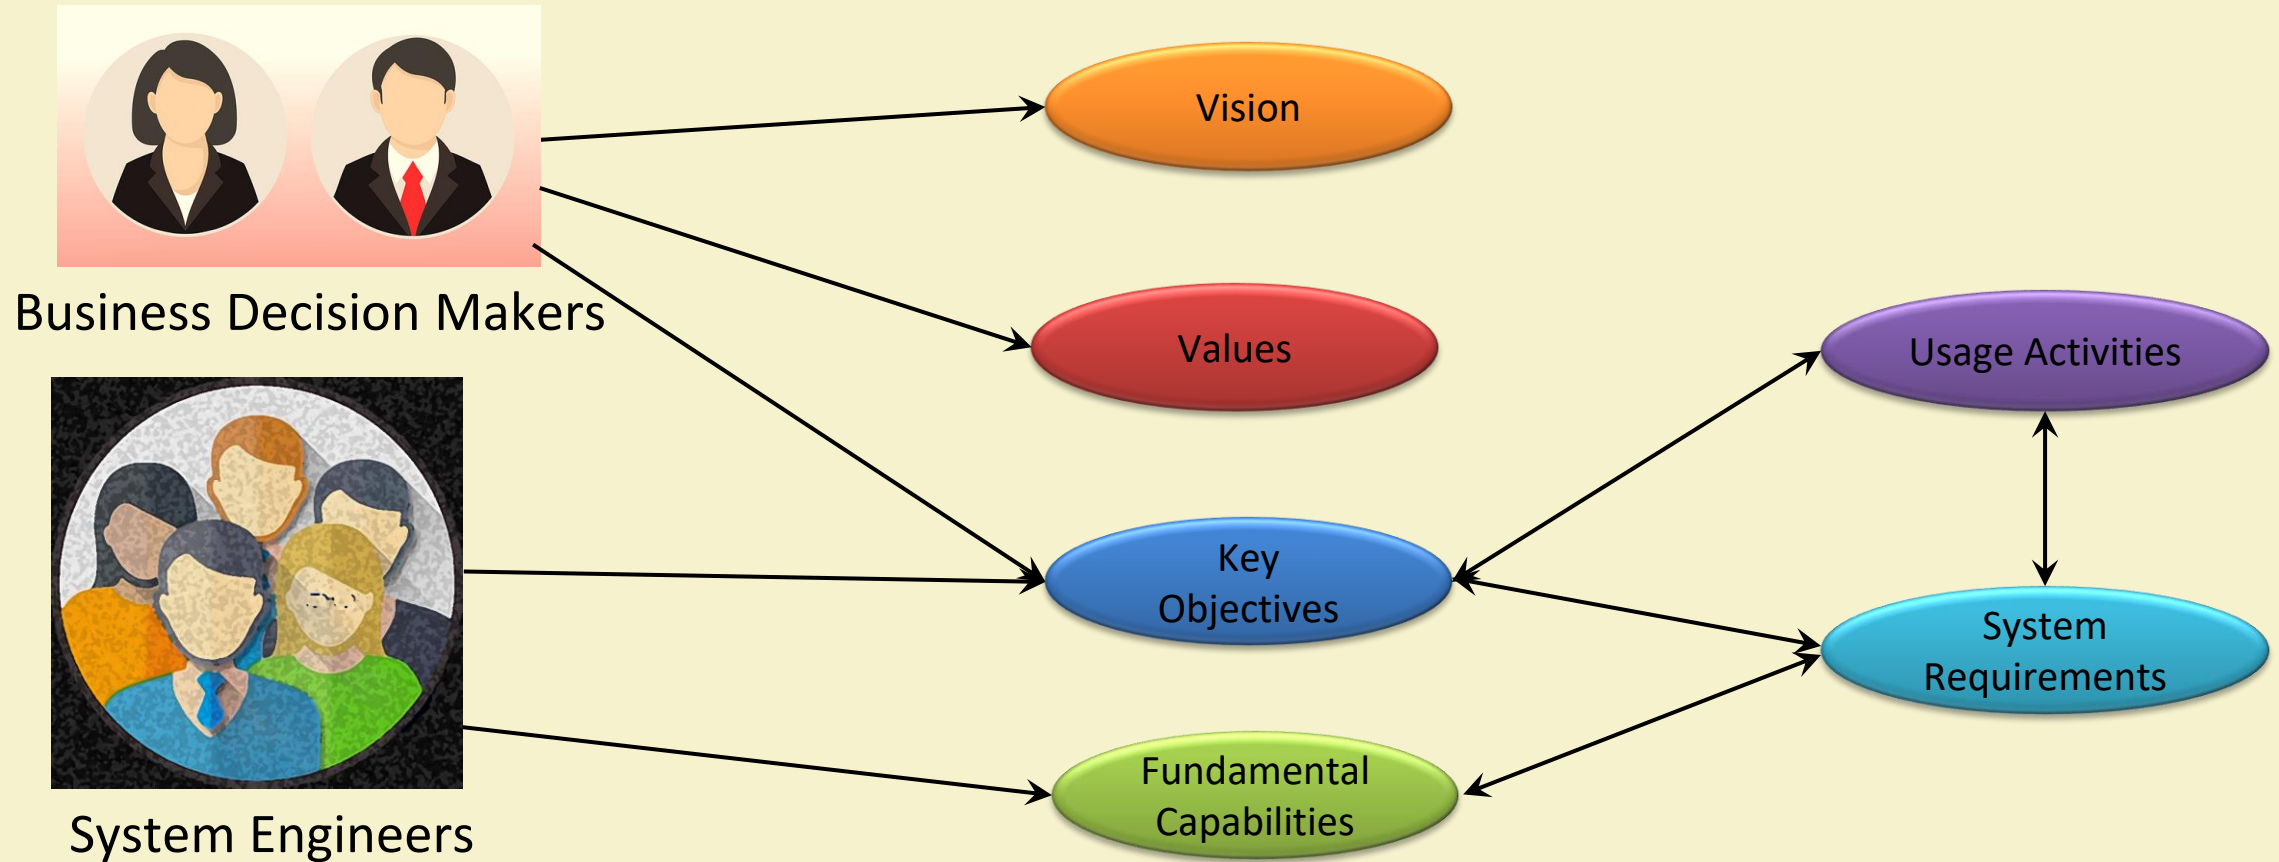 Business Decision Makers
System Engineers
Vision
Values
Key
Objectives
Fundamental
Capabilities
Usage Activities
System
Requirements